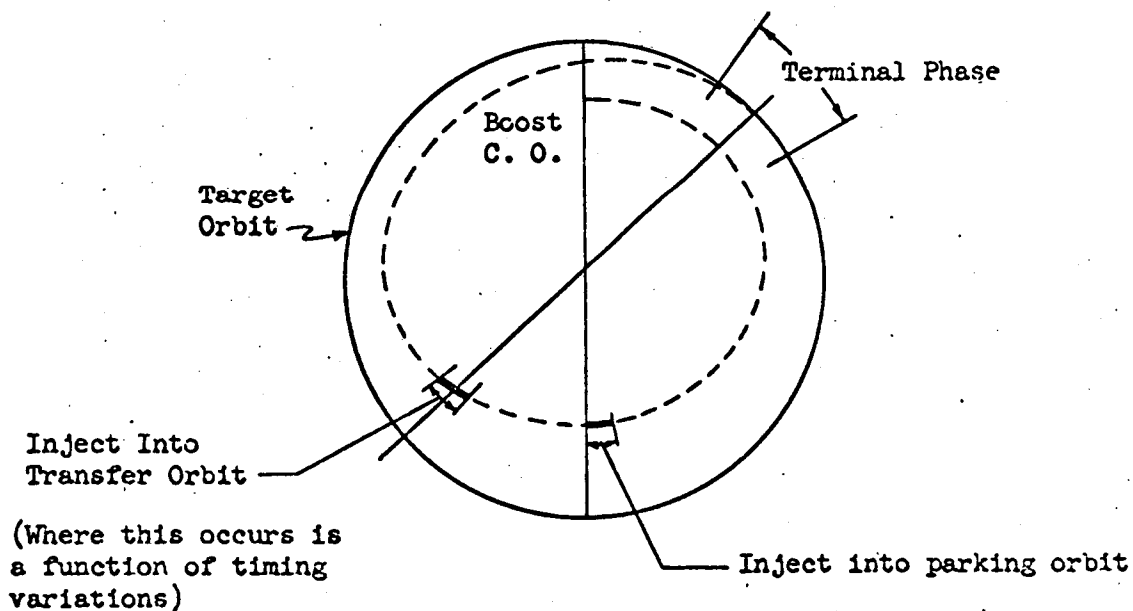 Terminal Phase
Boost
C. O.
Target
Orbit
Inject Into
Transfer Orbit
(Where this occurs is
a function of timing
variations)
Inject into parking orbit